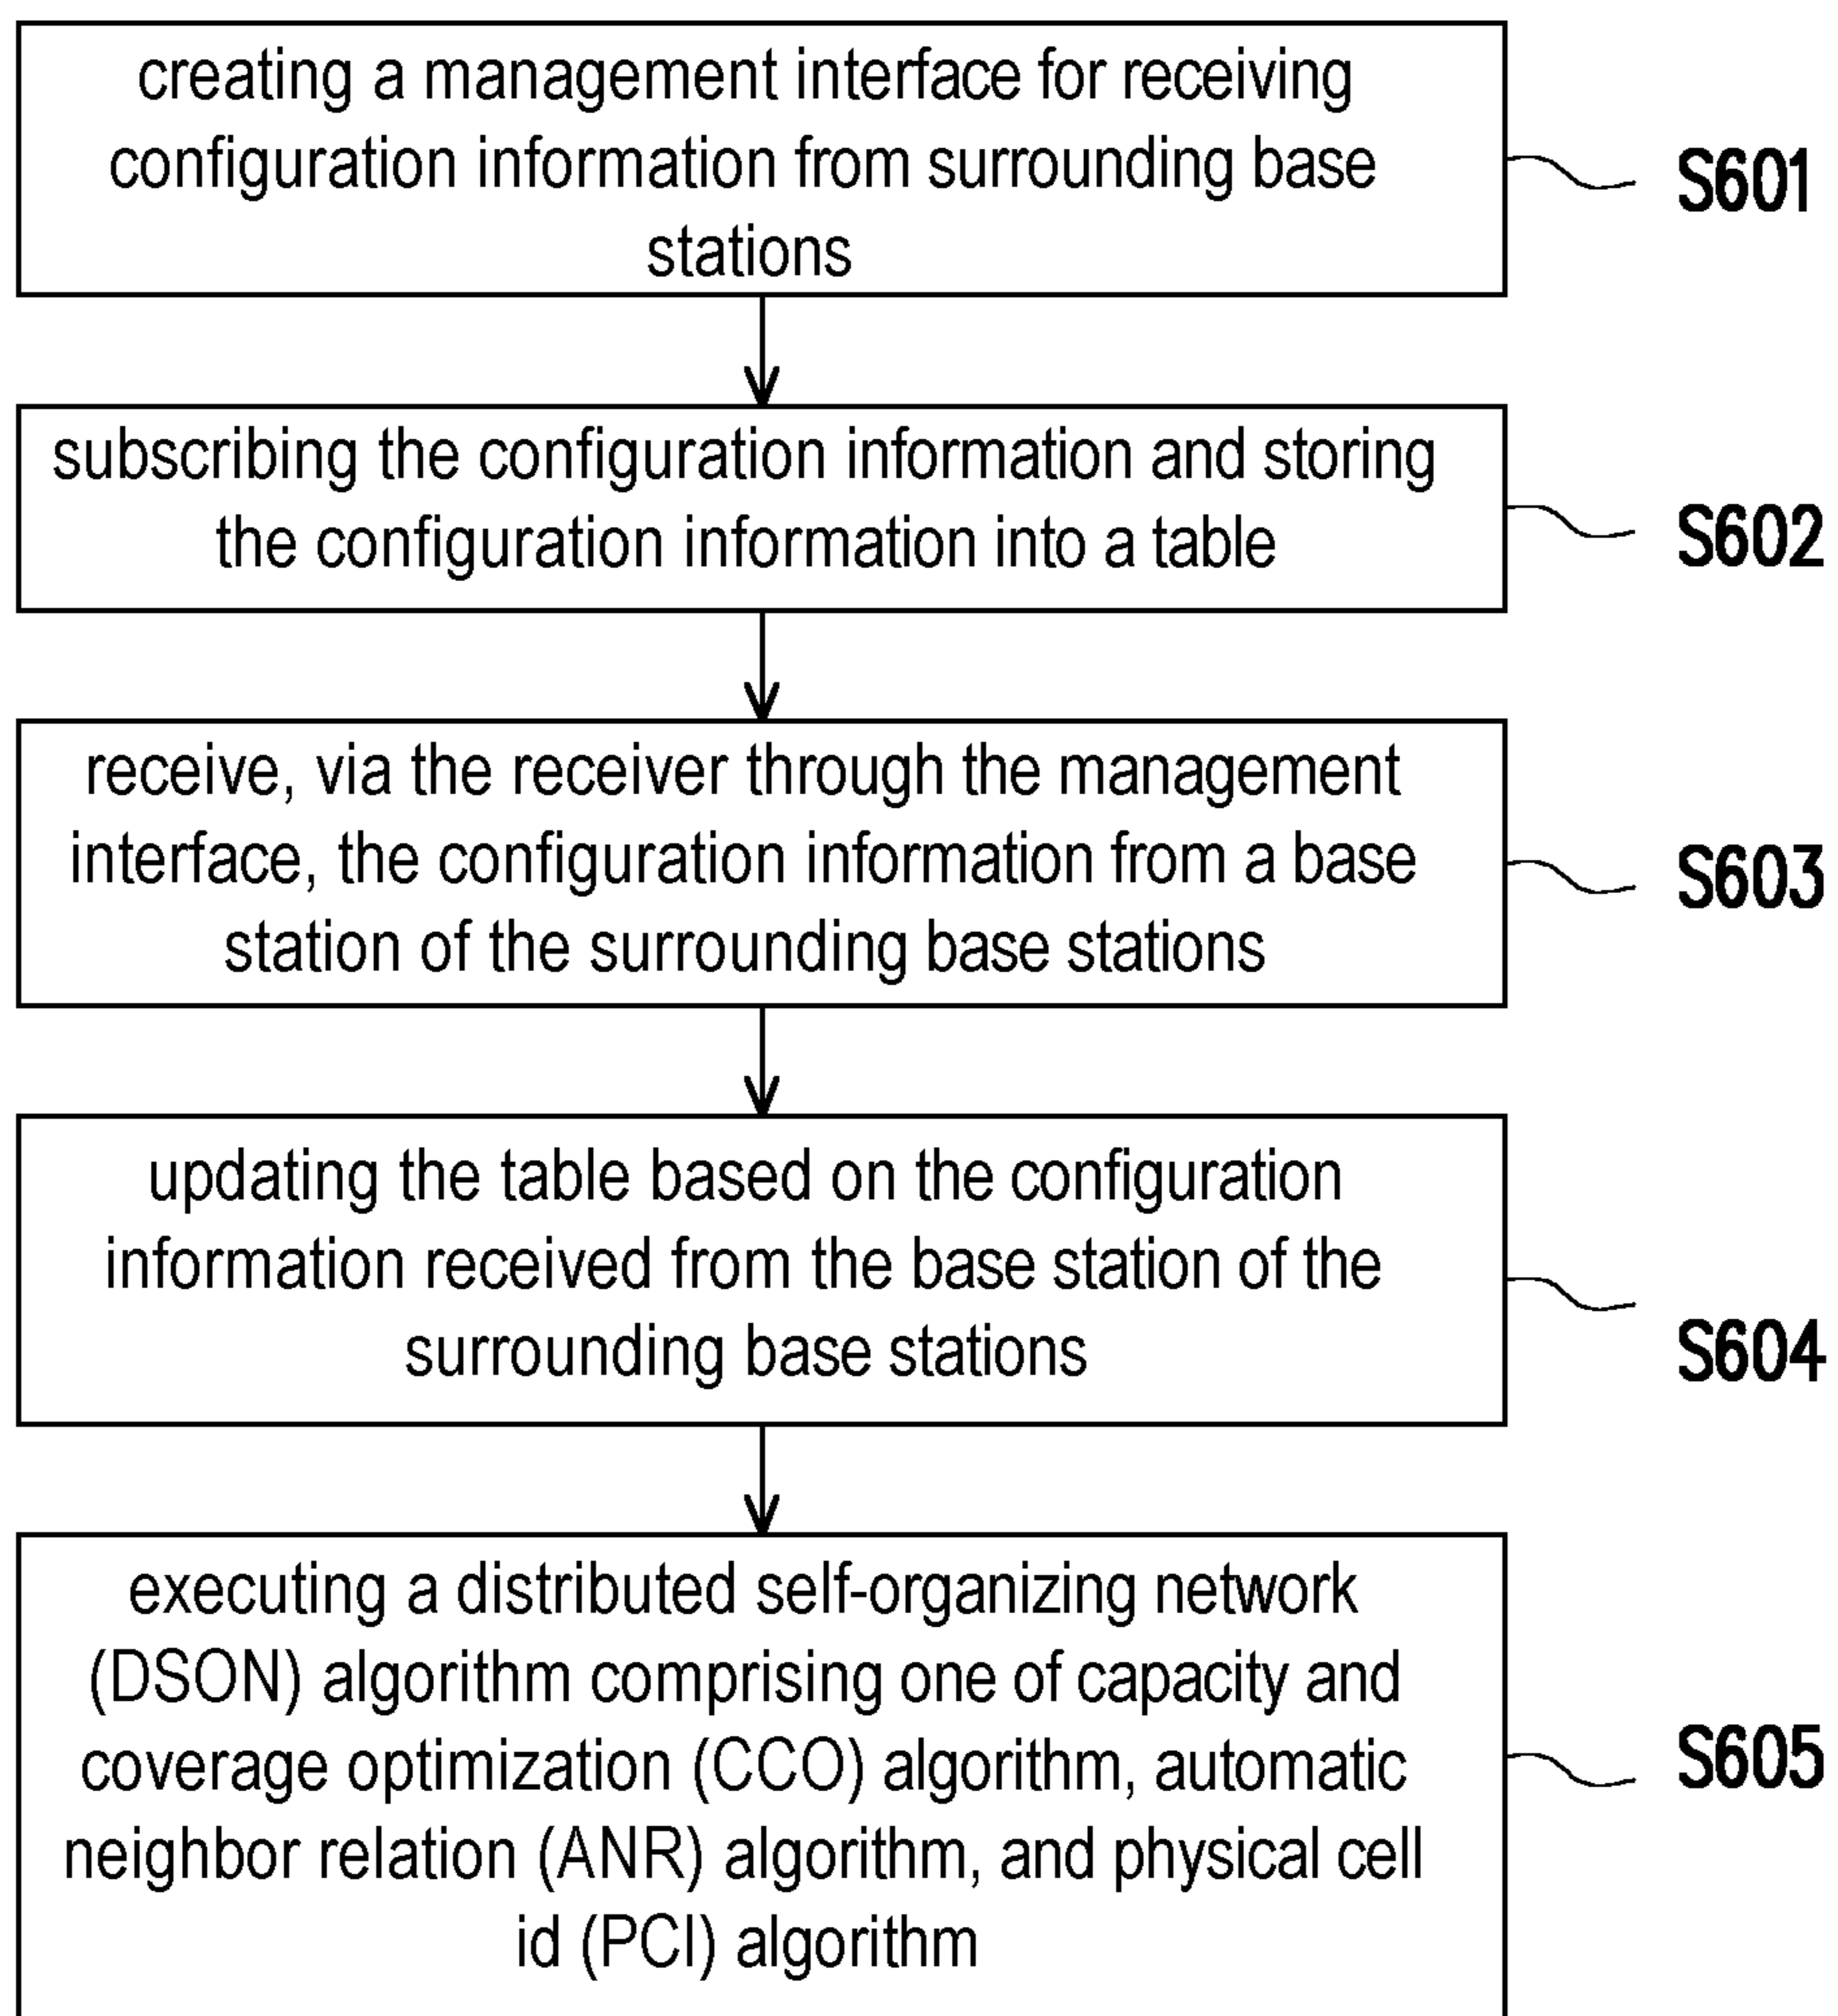 creating a management interface for receiving
configuration information from surrounding base
stations
S601
subscribing the configuration information and storing
the configuration information into a table
S602
receive, via the receiver through the management
interface, the configuration information from a base
station of the surrounding base stations
S603
updating the table based on the configuration
information received from the base station of the
surrounding base stations
S604
executing a distributed self-organizing network
(DSON) algorithm comprising one of capacity and
coverage optimization (CCO) algorithm, automatic
neighbor relation (ANR) algorithm, and physical cell
id (PCI) algorithm
S605